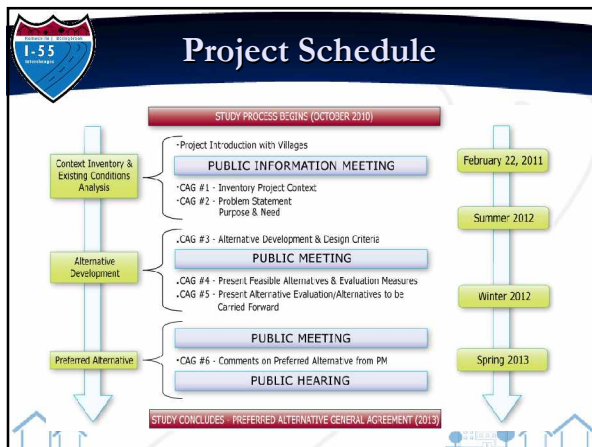 I-55
Project Schedule
STUDY PROCESS BEGINS (OCTOBER 2010)
Context Inventory &
Existing Conditions
Analysis
·Project Introduction with Villages
PUBLIC INFORMATION MEETING
·CAG #1 - Inventory Project Context
·CAG #2 - Problem Statement
Purpose & Need
February 22, 2011
Summer 2012
Alternative
Development
.CAG #3 - Alternative Development & Design Criteria
PUBLIC MEETING
.CAG #4 - Present Feasible Alternatives & Evaluation Measures
.CAG #5 - Present Alternative Evaluation/Alternatives to be
Carried Forward
Winter 2012
Preferred Alternative
PUBLIC MEETING
·CAG #6 - Comments on Preferred Alternative from PM
PUBLIC HEARING
Spring 2013
STUDY CONCLUDES - PREFERRED ALTERNATIVE GENERAL AGREEMENT (2013)